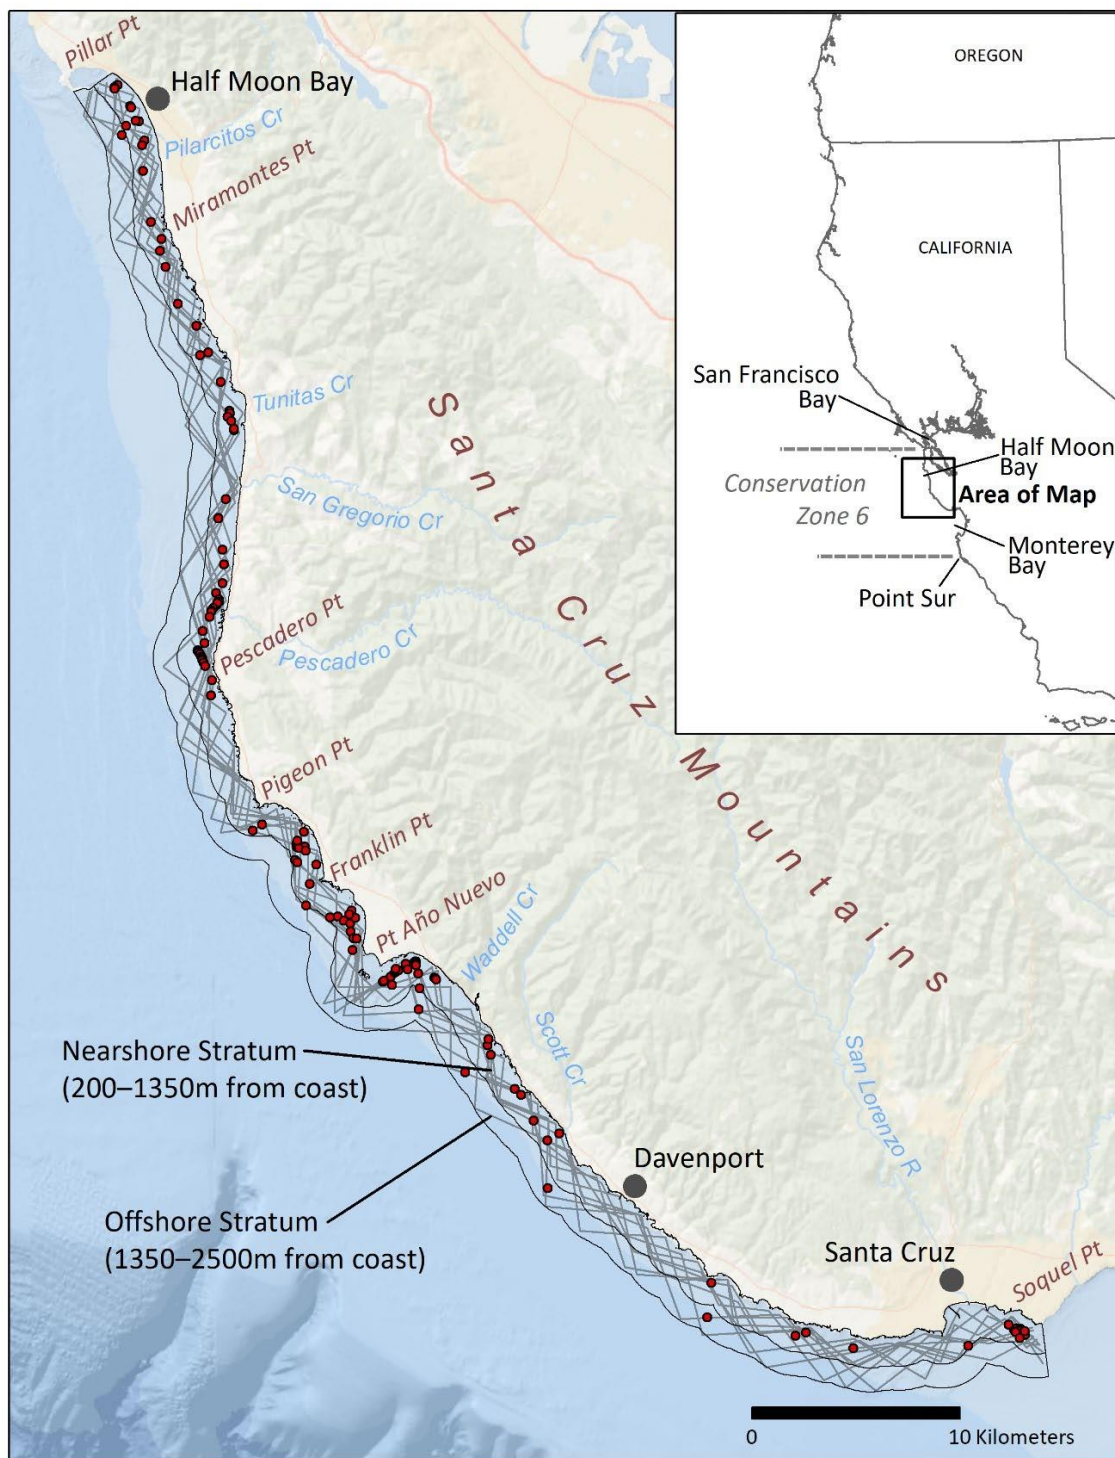 Pillar Pt
Half Moon Bay
Pilarcitos Cr
Miramontes Pt
Tunitas Cr
San Gregorio Cr
Pescadero Pt
Pescadero Cr
Pigeon Pt
Franklin Pt
Pt Año Nuevo
Waddell Cr
Scott Cr
San Lorenzo R
Santa Cruz Mountains
Nearshore Stratum
(200–1350m from coast)
Offshore Stratum
(1350–2500m from coast)
Davenport
Santa Cruz
Soquel Pt
0 10 Kilometers
OREGON
CALIFORNIA
San Francisco
Bay
Half Moon
Bay
Conservation
Zone 6
Area of Map
Monterey
Bay
Point Sur